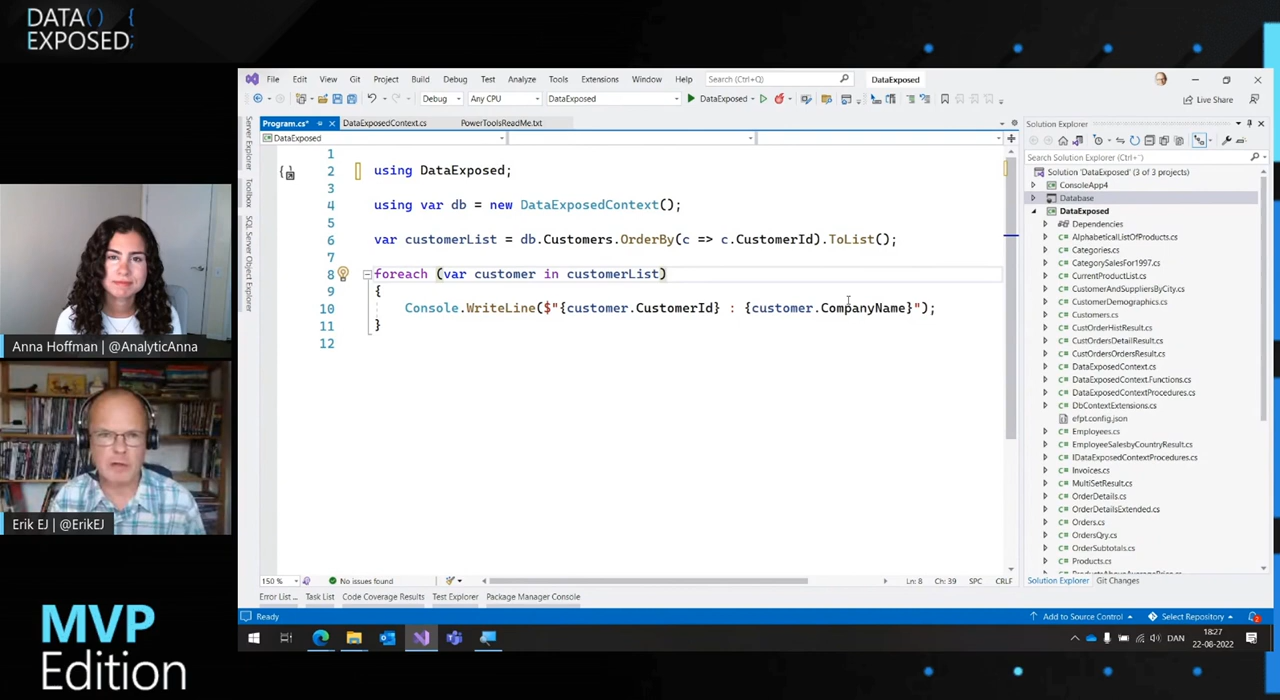 DATA() {
EXPOSED;
File Edit View Git Project Build Debug Test Analyze Tools Extensions Window Help Search (Ctrl+Q) DataExposed
Debug Any CPU DataExposed DataExposed Live Share
Program.cs* DataExposedContext.cs PowerToolsReadMe.txt
DataExposed
Server Explorer
Toolbox
SQL Server Object Explorer
1
2 using DataExposed;
3
4 using var db = new DataExposedContext();
5
6 var customerList = db.Customers.OrderBy(c => c.CustomerId).ToList();
7
8 foreach (var customer in customerList)
9 {
10 Console.WriteLine($"{customer.CustomerId} : {customer.CompanyName}");
11 }
12
150 % No issues found Ln: 8 Ch: 39 SPC CRLF
Error List ... Task List Code Coverage Results Test Explorer Package Manager Console
Solution Explorer
Search Solution Explorer (Ctrl+')
Solution 'DataExposed' (3 of 3 projects)
ConsoleApp4
Database
DataExposed
Dependencies
C# AlphabeticalListOfProducts.cs
C# Categories.cs
C# CategorySalesFor1997.cs
C# CurrentProductList.cs
C# CustomerAndSuppliersByCity.cs
C# CustomerDemographics.cs
C# Customers.cs
C# CustOrderHistResult.cs
C# CustOrdersDetailResult.cs
C# CustOrdersOrdersResult.cs
C# DataExposedContext.cs
C# DataExposedContext.Functions.cs
C# DataExposedContextProcedures.cs
C# DbContextExtensions.cs
efpt.config.json
C# Employees.cs
C# EmployeeSalesbyCountryResult.cs
C# IDataExposedContextProcedures.cs
C# Invoices.cs
C# MultiSetResult.cs
C# OrderDetails.cs
C# OrderDetailsExtended.cs
C# Orders.cs
C# OrdersQry.cs
C# OrderSubtotals.cs
C# Products.cs
Solution Explorer Git Changes
Ready Add to Source Control Select Repository 2
DAN 18:27
22-08-2022
Anna Hoffman | @AnalyticAnna
Erik EJ | @ErikEJ
MVP
Edition